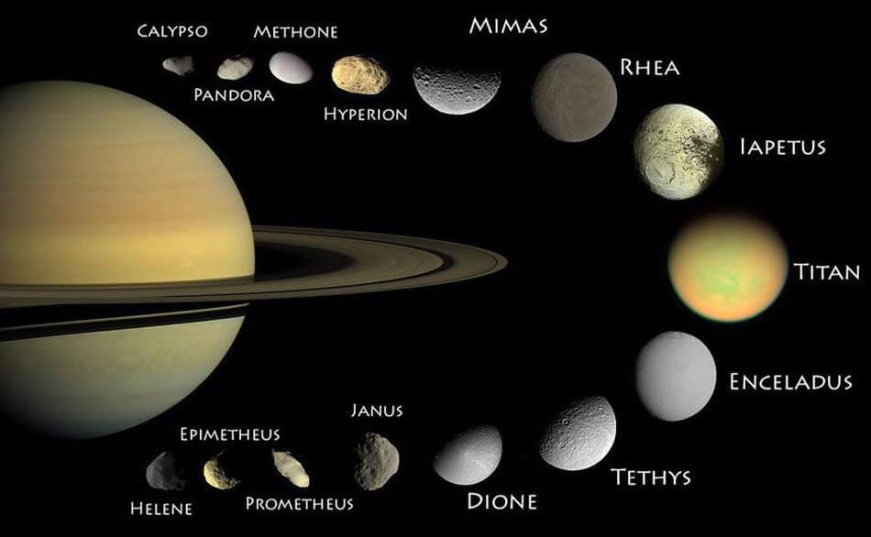 CALYPSO
METHONE
MIMAS
PANDORA
HYPERION
RHEA
IAPETUS
TITAN
ENCELADUS
TETHYS
DIONE
JANUS
EPIMETHEUS
PROMETHEUS
HELENE